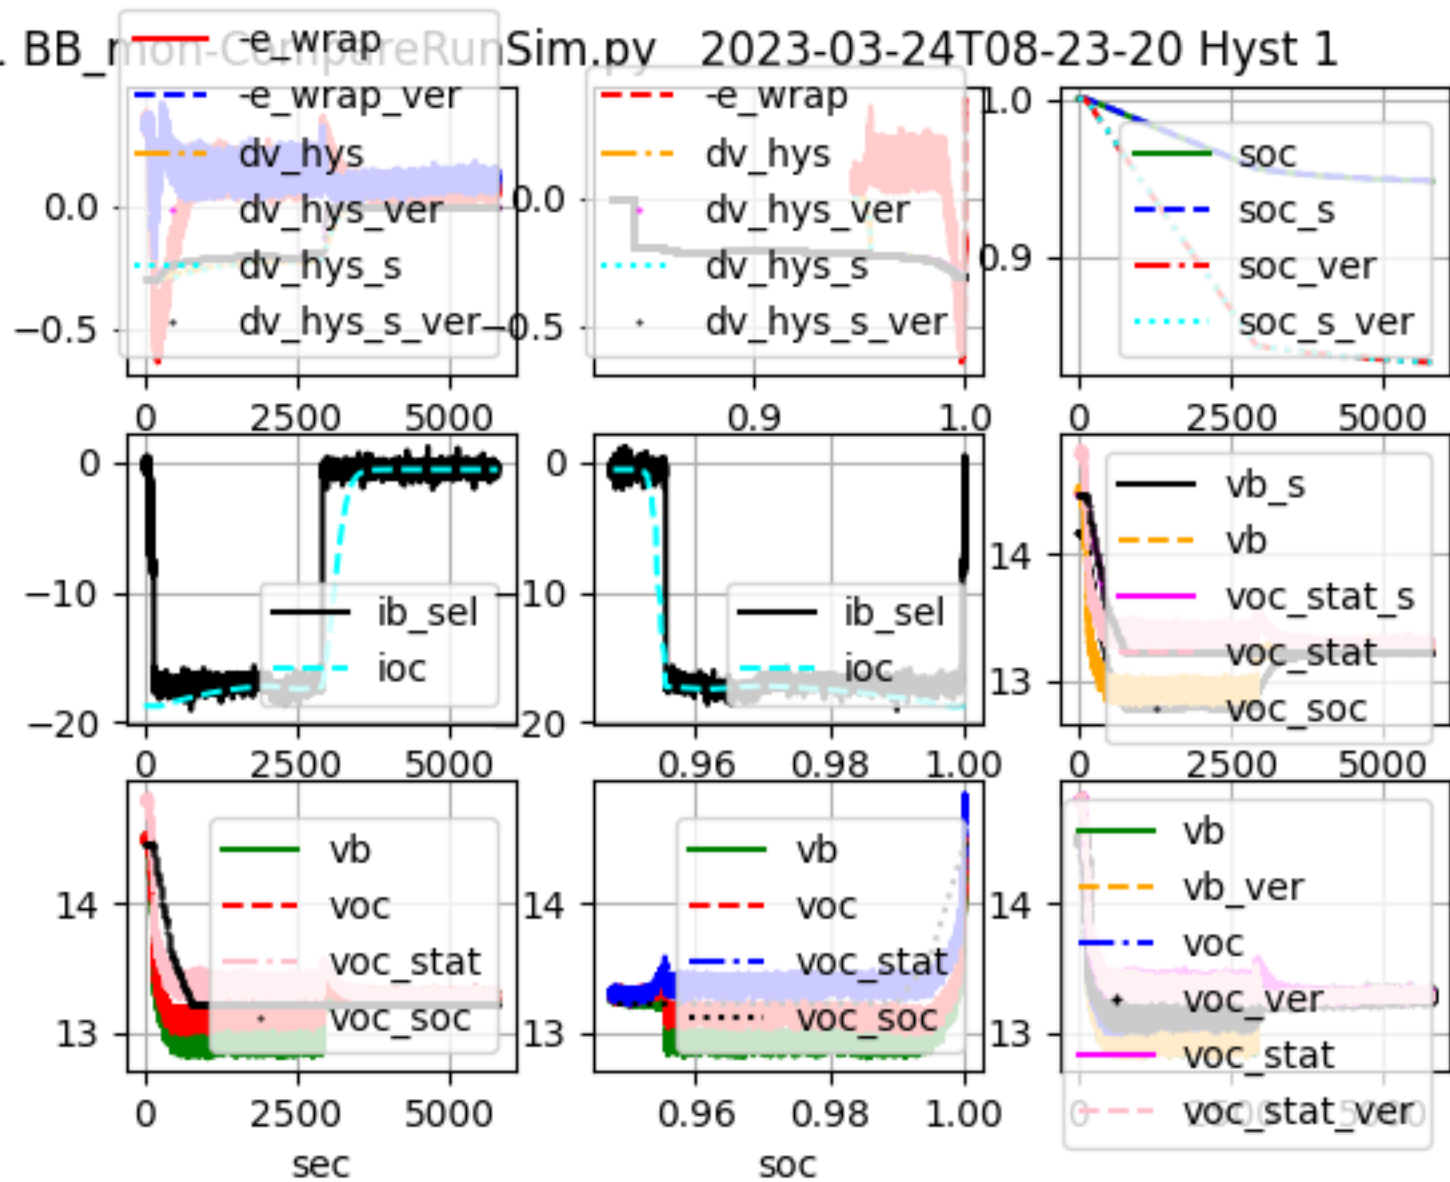 . BB_mon-CompareRunSim.py 2023-03-24T08-23-20 Hyst 1
-e_wrap
-e_wrap_ver
dv_hys
dv_hys_ver
dv_hys_s
dv_hys_s_ver
0.0
−0.5
0 2500 5000
-e_wrap
dv_hys
dv_hys_ver
dv_hys_s
dv_hys_s_ver
0.0
−0.5
0.9 1.0
1.0
0.9
soc
soc_s
soc_ver
soc_s_ver
0 2500 5000
0
−10
−20
ib_sel
ioc
0 2500 5000
0
−10
−20
ib_sel
ioc
0.96 0.98 1.00
14
13
vb_s
vb
voc_stat_s
voc_stat
voc_soc
0 2500 5000
14
13
vb
voc
voc_stat
voc_soc
0 2500 5000
sec
14
13
vb
voc
voc_stat
voc_soc
0.96 0.98 1.00
soc
14
13
vb
vb_ver
voc
voc_ver
voc_stat
voc_stat_ver
0 2500 5000